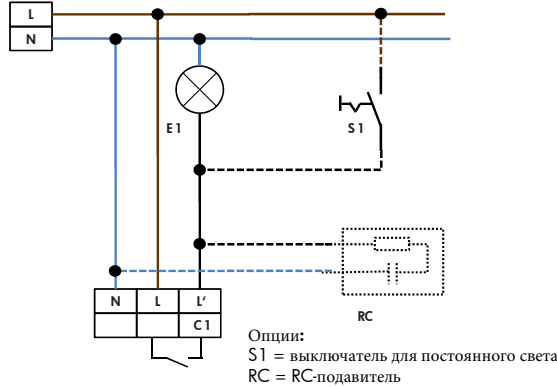 L
N
E1
S1
N L L'
C1
RC
Опции:
S1 = выключатель для постоянного света
RC = RC-подавитель